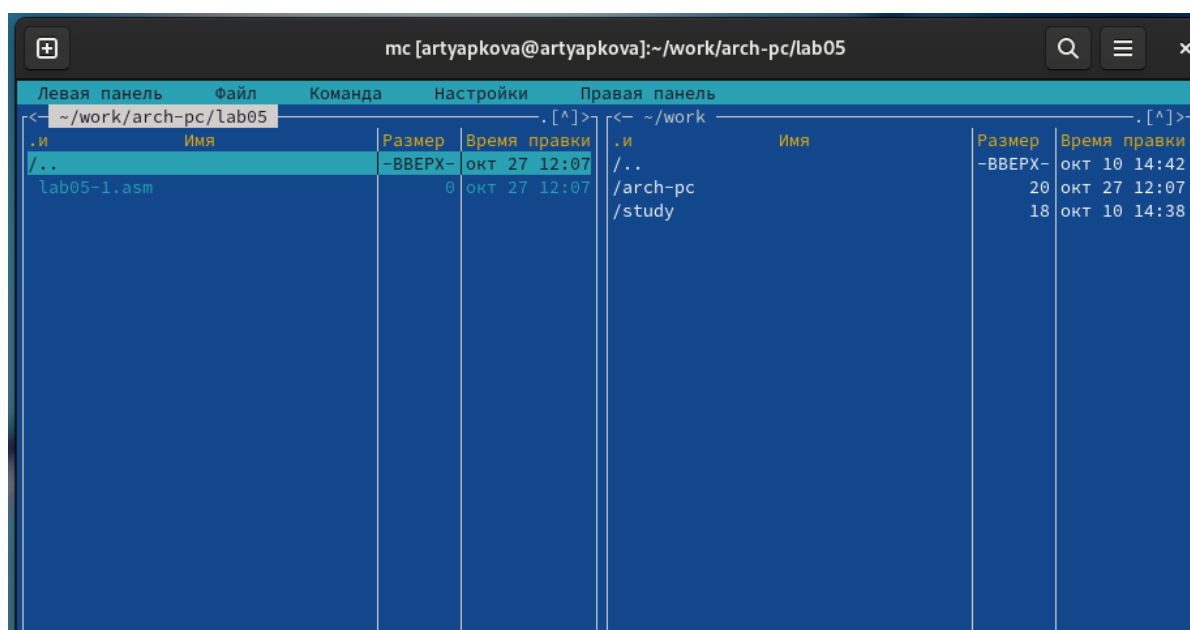 mc [artyapkova@artyapkova]:~/work/arch-pc/lab05
Левая панель Файл Команда Настройки Правая панель
<— ~/work/arch-pc/lab05 .[^]> <— ~/work .[^]>
.и Имя Размер Время правки .и Имя Размер Время правки
/.. -ВВЕРХ- окт 27 12:07 /.. -ВВЕРХ- окт 10 14:42
lab05-1.asm 0 окт 27 12:07 /arch-pc 20 окт 27 12:07
/study 18 окт 10 14:38